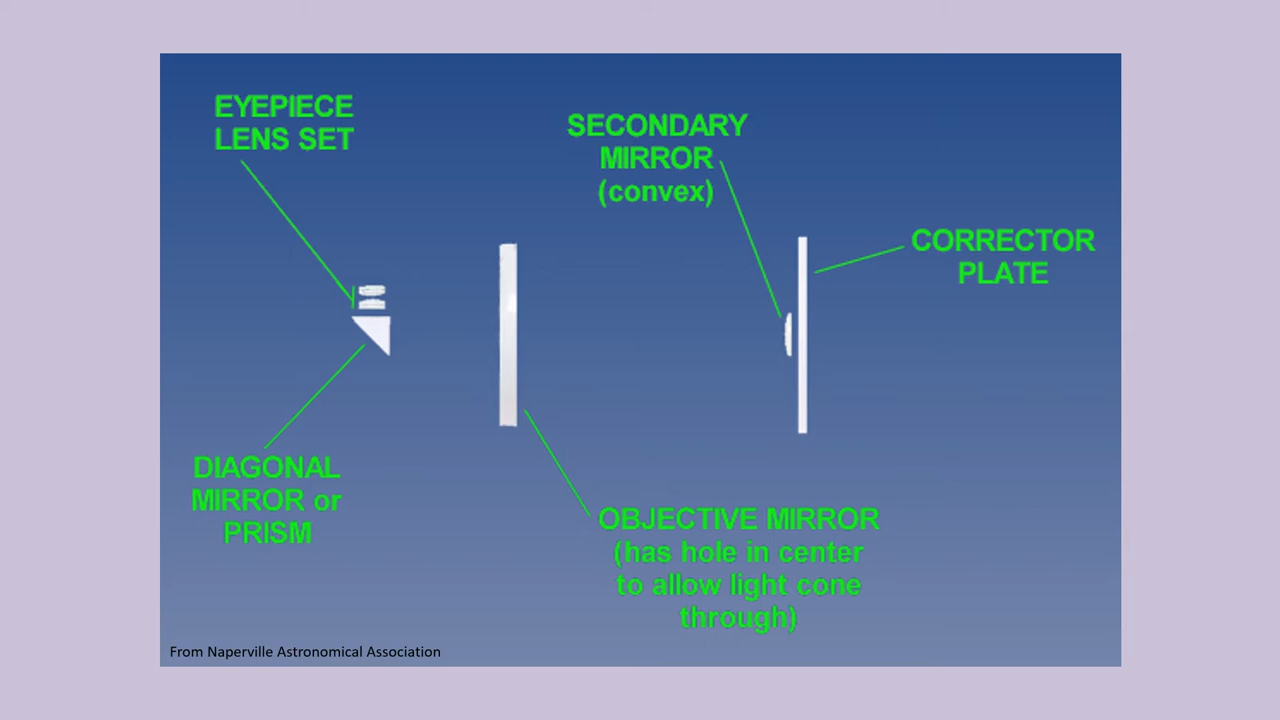 EYEPIECE
LENS SET
SECONDARY
MIRROR
(convex)
CORRECTOR
PLATE
DIAGONAL
MIRROR or
PRISM
OBJECTIVE MIRROR
(has hole in center
to allow light cone
through)
From Naperville Astronomical Association